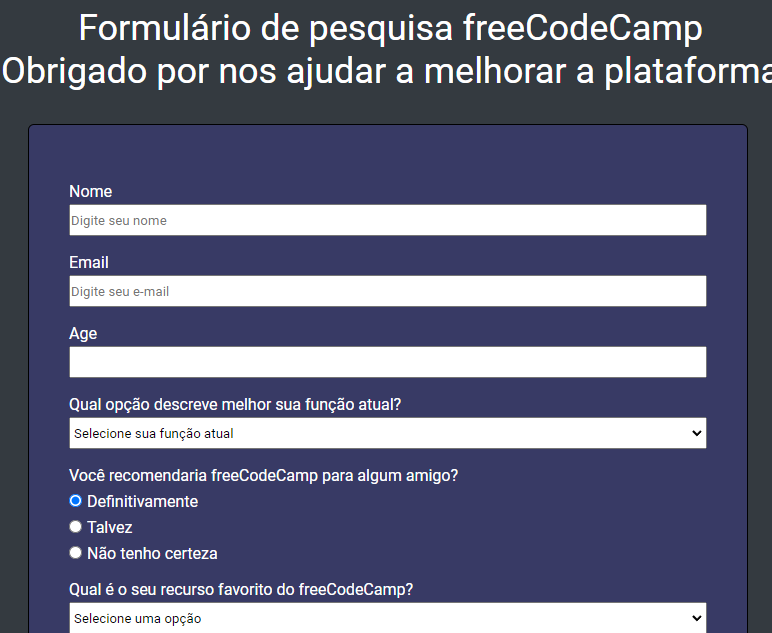 Formulário de pesquisa freeCodeCamp
Obrigado por nos ajudar a melhorar a plataforma
Nome
Digite seu nome
Email
Digite seu e-mail
Age
Qual opção descreve melhor sua função atual?
Selecione sua função atual
Você recomendaria freeCodeCamp para algum amigo?
Definitivamente
Talvez
Não tenho certeza
Qual é o seu recurso favorito do freeCodeCamp?
Selecione uma opção